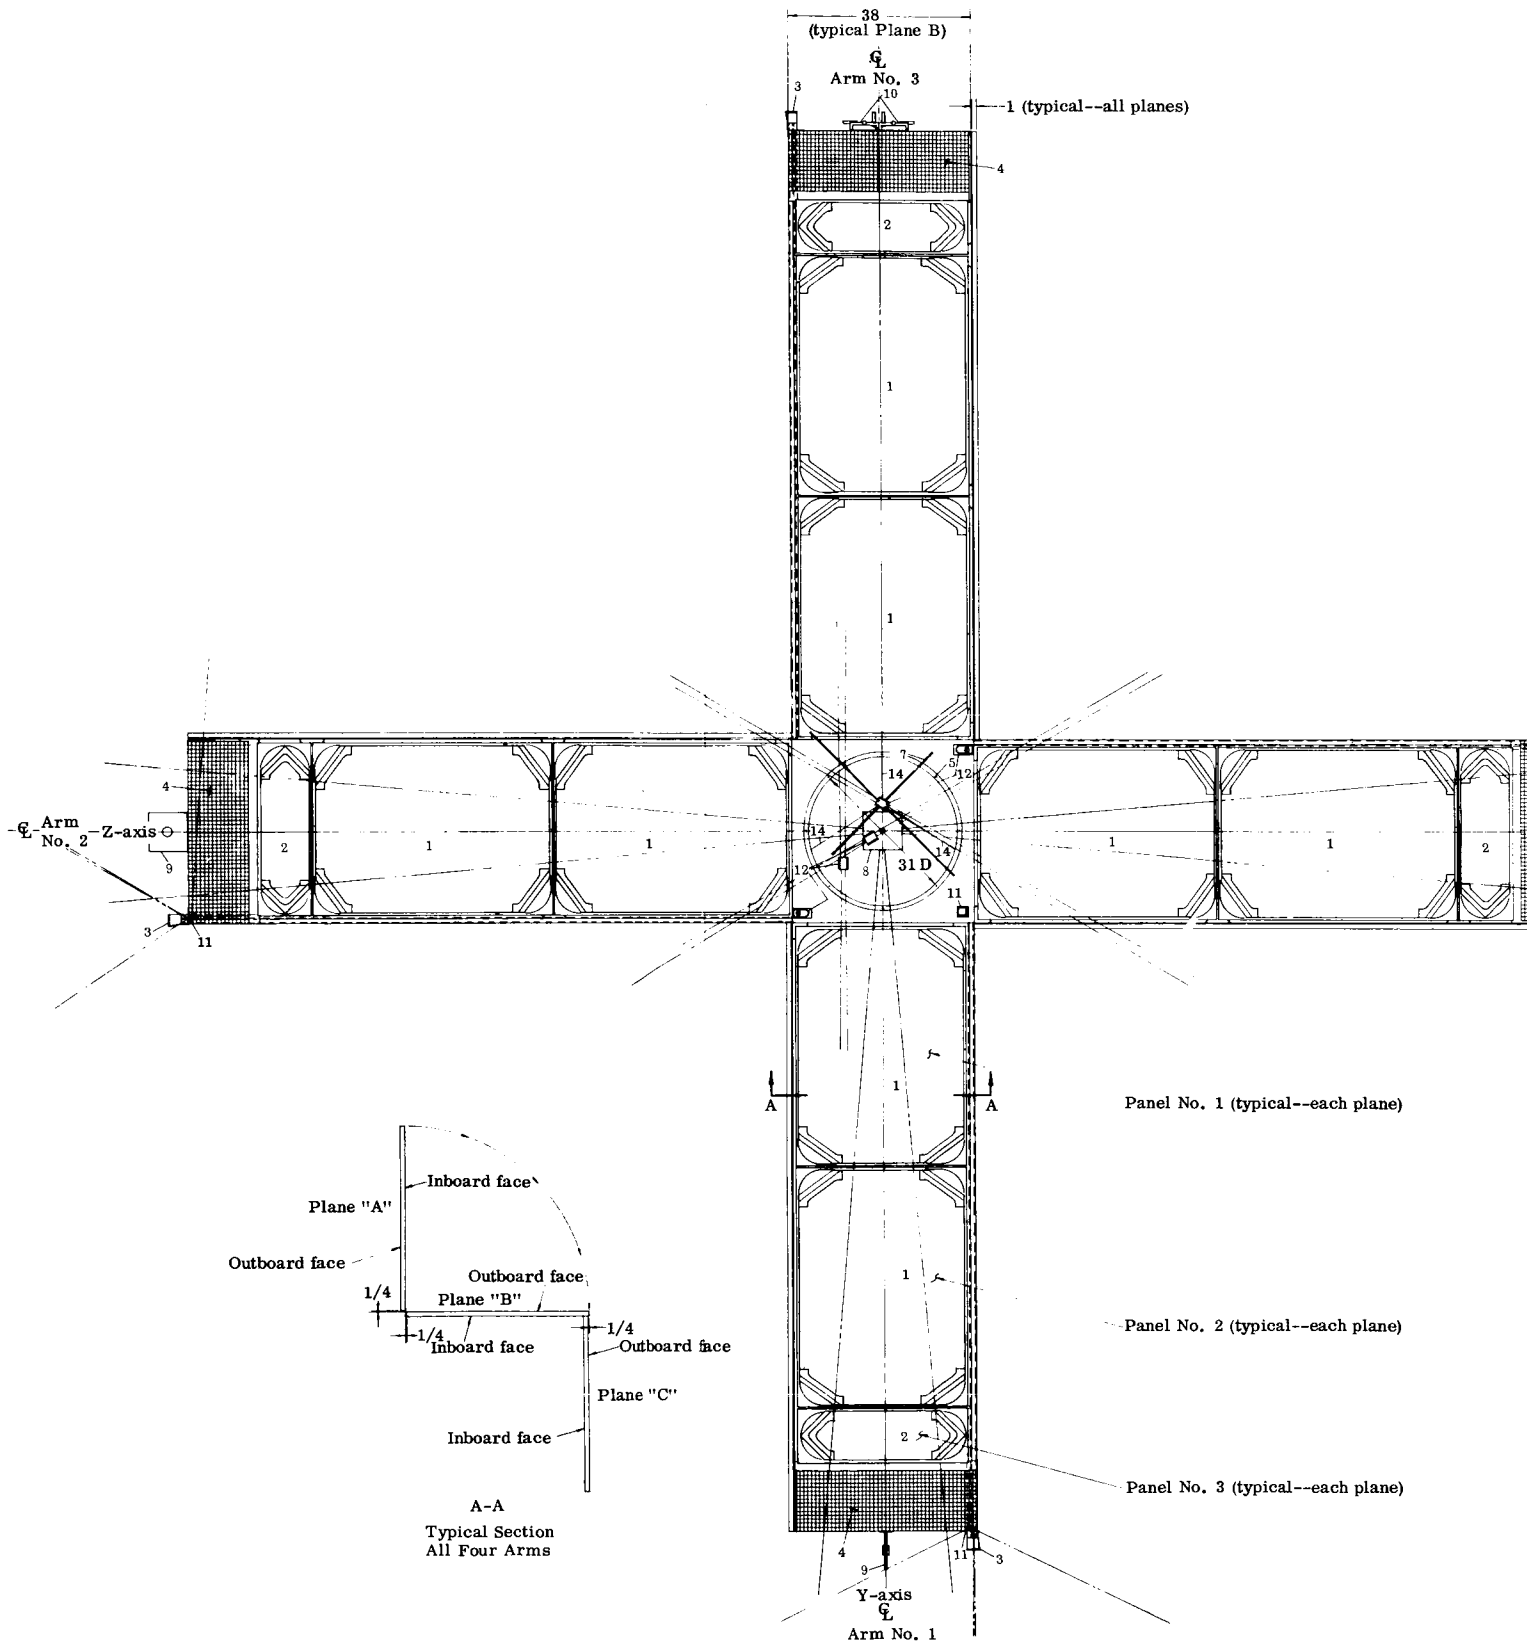 38
(typical Plane B)
℄
Arm No. 3
3
10
1 (typical--all planes)
4
2
1
1
5
7
12
14
4
℄ Arm No. 2
Z-axis
9
2
1
1
14
12
8
14
31 D
11
1
1
2
3
11
A
A
1
Panel No. 1 (typical--each plane)
Inboard face
Plane "A"
Outboard face
Outboard face
1/4
Plane "B"
1/4
1/4
Inboard face
Outboard face
Plane "C"
Inboard face
1
Panel No. 2 (typical--each plane)
2
Panel No. 3 (typical--each plane)
A-A
Typical Section
All Four Arms
4
9
11
3
Y-axis
℄
Arm No. 1